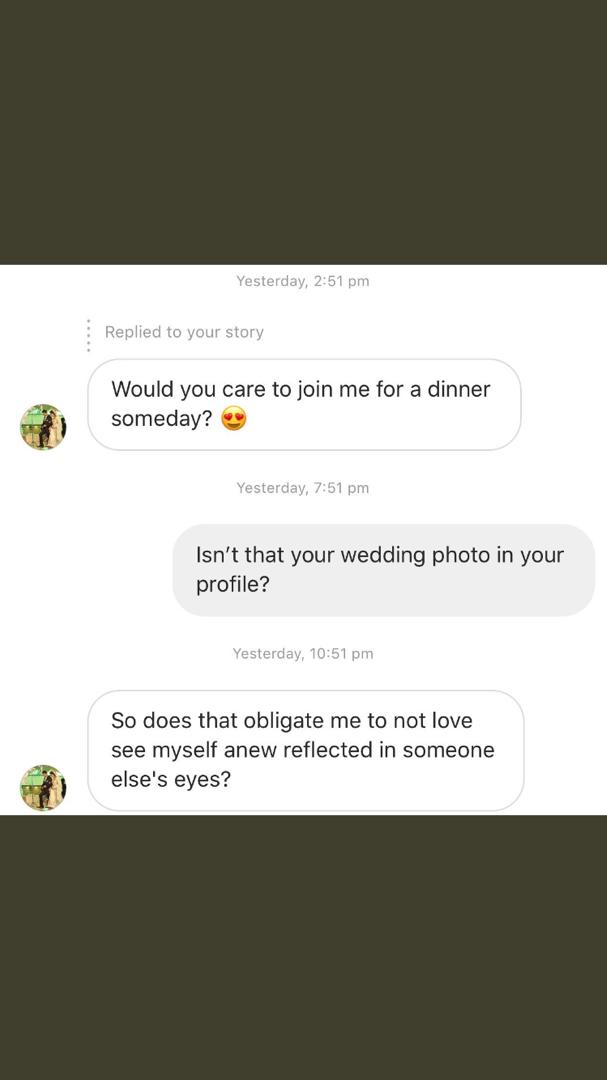 Yesterday, 2:51 pm
Replied to your story
Would you care to join me for a dinner
someday? 😍
Yesterday, 7:51 pm
Isn’t that your wedding photo in your
profile?
Yesterday, 10:51 pm
So does that obligate me to not love
see myself anew reflected in someone
else's eyes?